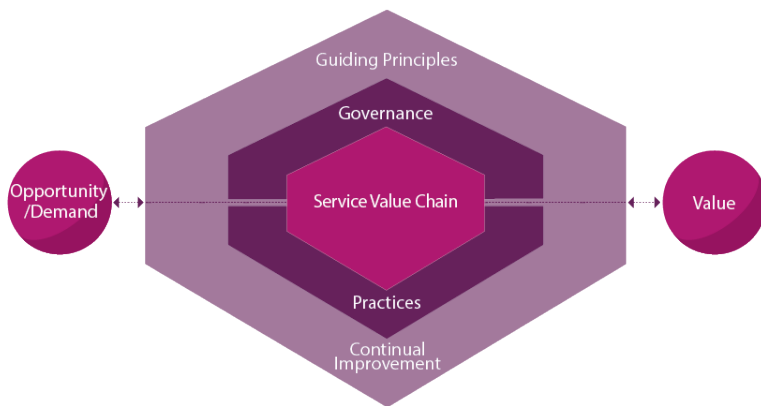 Guiding Principles
Governance
Opportunity
/Demand
Service Value Chain
Value
Practices
Continual
Improvement